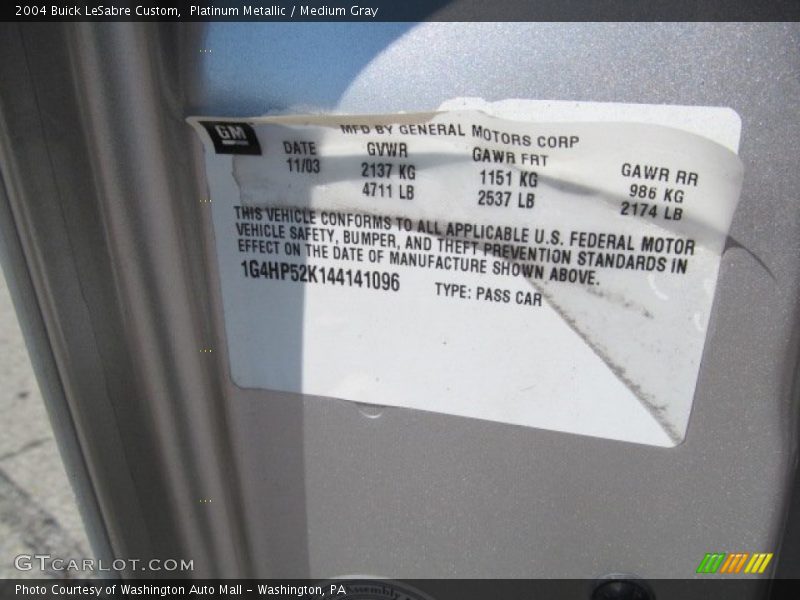 2004 Buick LeSabre Custom, Platinum Metallic / Medium Gray
GM
MFD BY GENERAL MOTORS CORP
DATE GVWR GAWR FRT GAWR RR
11/03 2137 KG 1151 KG 986 KG
4711 LB 2537 LB 2174 LB
THIS VEHICLE CONFORMS TO ALL APPLICABLE U.S. FEDERAL MOTOR
VEHICLE SAFETY, BUMPER, AND THEFT PREVENTION STANDARDS IN
EFFECT ON THE DATE OF MANUFACTURE SHOWN ABOVE.
1G4HP52K144141096 TYPE: PASS CAR
GTCARLOT.COM
Photo Courtesy of Washington Auto Mall - Washington, PA